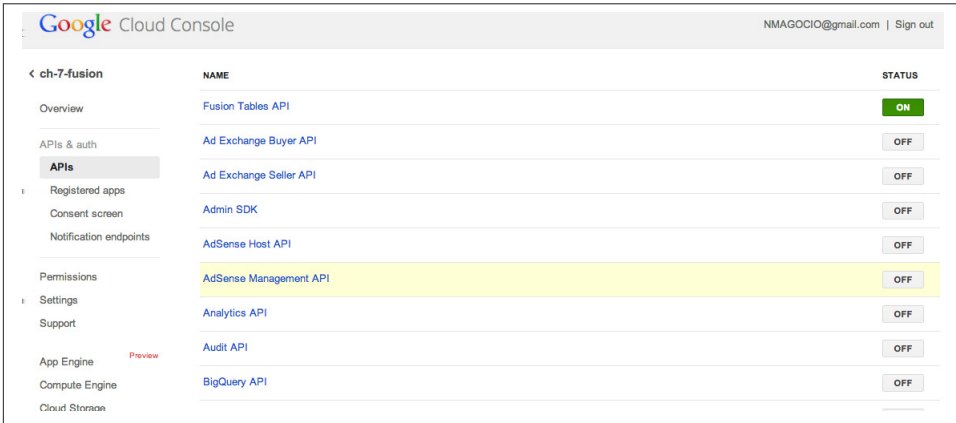 Google Cloud Console
NMAGOCIO@gmail.com | Sign out
< ch-7-fusion
NAME STATUS
Overview
Fusion Tables API ON
APIs & auth
Ad Exchange Buyer API OFF
APIs
Ad Exchange Seller API OFF
Registered apps
Consent screen
Admin SDK OFF
Notification endpoints
AdSense Host API OFF
Permissions
AdSense Management API OFF
Settings
Support
Analytics API OFF
App Engine Preview
Audit API OFF
Compute Engine
BigQuery API OFF
Cloud Storage